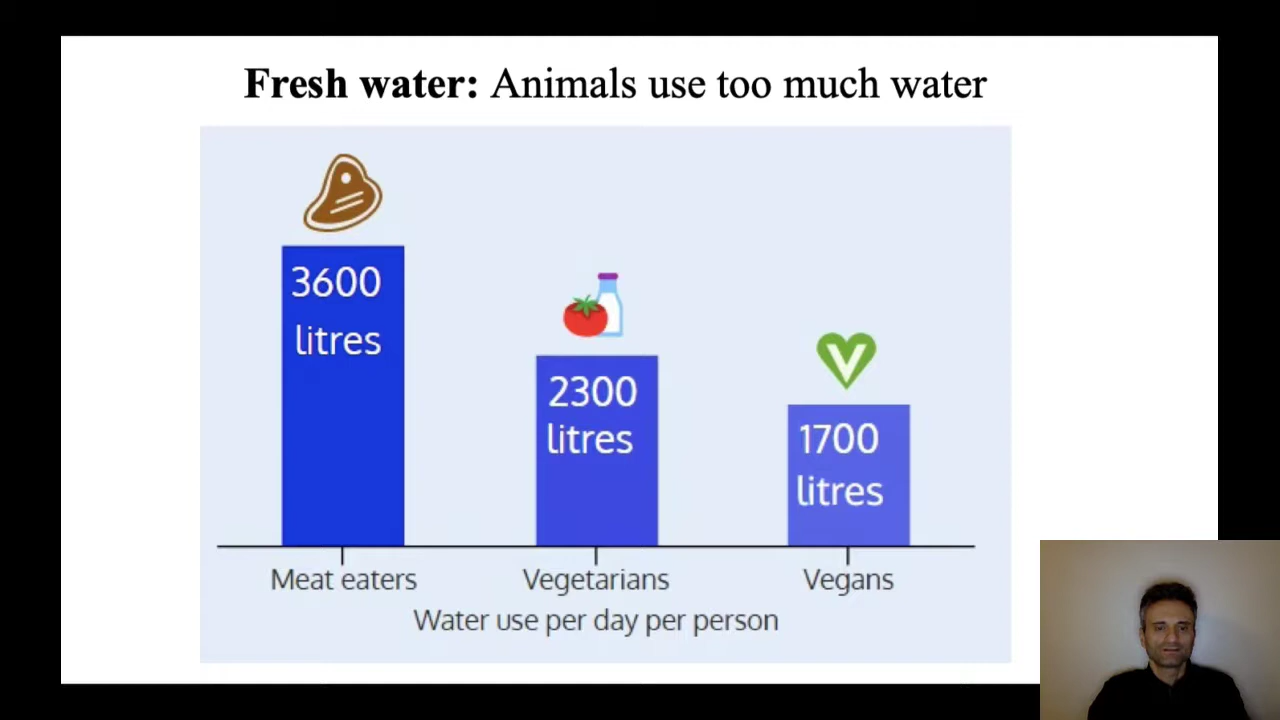 Fresh water: Animals use too much water
3600
litres
2300
litres
1700
litres
Meat eaters
Vegetarians
Vegans
Water use per day per person